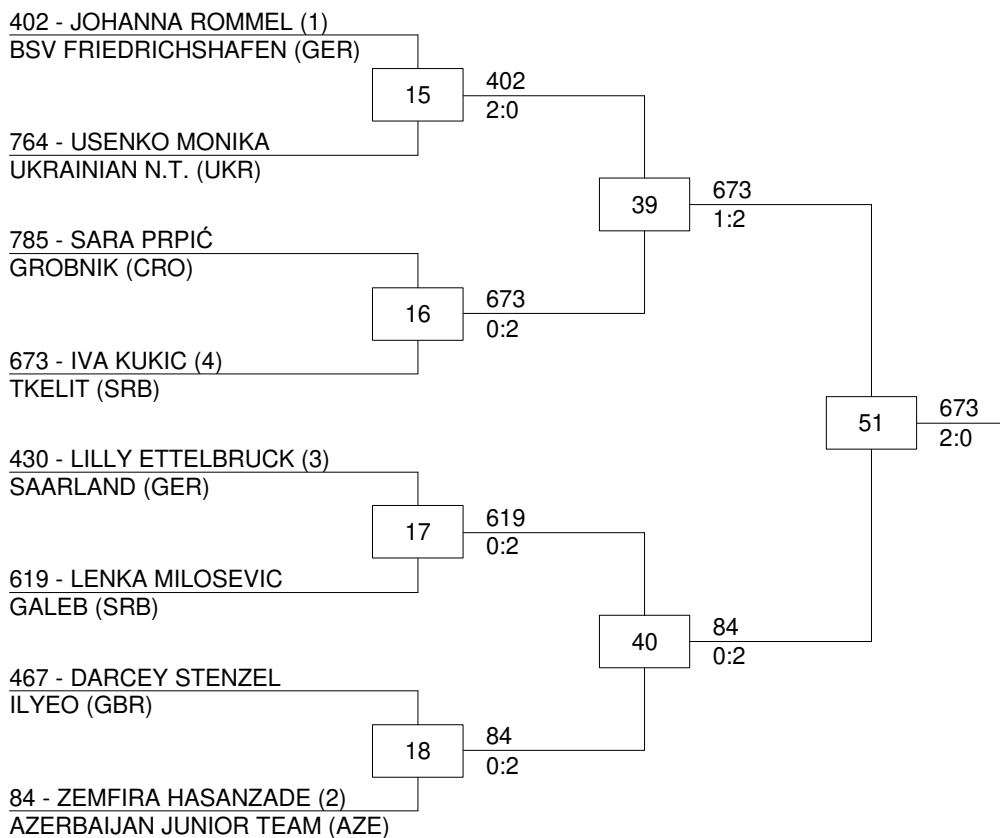 402 - JOHANNA ROMMEL (1)
BSV FRIEDRICHSHAFEN (GER)
15
402
2:0
764 - USENKO MONIKA
UKRAINIAN N.T. (UKR)
39
673
1:2
785 - SARA PRPIĆ
GROBNIK (CRO)
16
673
0:2
673 - IVA KUKIC (4)
TKELIT (SRB)
51
673
2:0
430 - LILLY ETTELBRUCK (3)
SAARLAND (GER)
17
619
0:2
619 - LENKA MILOSEVIC
GALEB (SRB)
40
84
0:2
467 - DARCEY STENZEL
ILYEO (GBR)
18
84
0:2
84 - ZEMFIRA HASANZADE (2)
AZERBAIJAN JUNIOR TEAM (AZE)